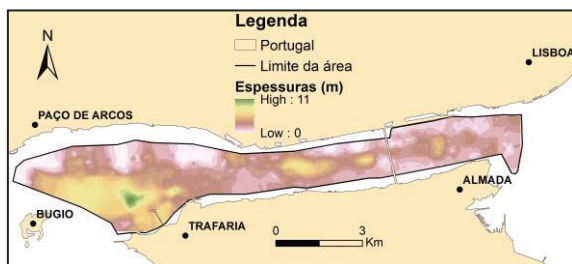 Legenda
N
Portugal
Limite da área
LISBOA
Espessuras (m)
High : 11
Low : 0
PAÇO DE ARCOS
ALMADA
BUGIO
TRAFARIA
0 3
Km